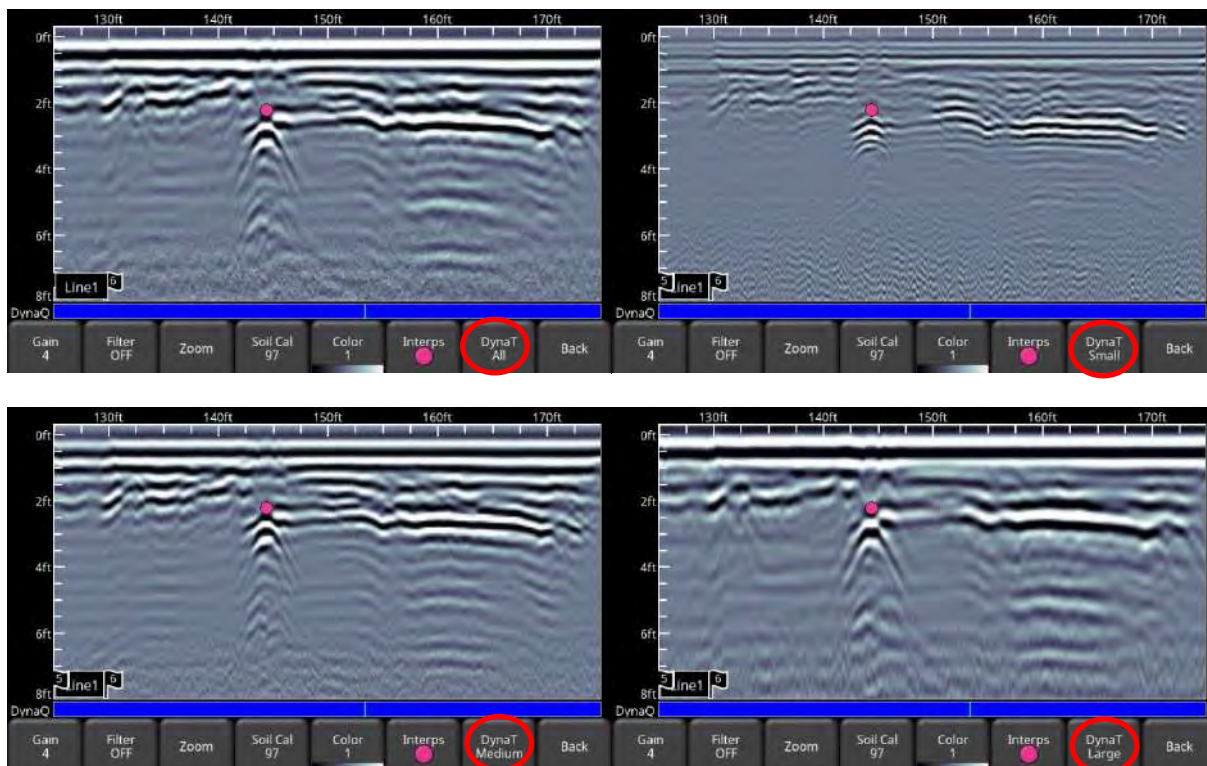 130ft 140ft 150ft 160ft 170ft
0ft
2ft
4ft
6ft
8ft
Line1 6
DynaQ
Gain 4 Filter OFF Zoom Soil Cal 97 Color 1 Interps DynaT All Back
130ft 140ft 150ft 160ft 170ft
0ft
2ft
4ft
6ft
8ft
5 Line1 6
Gain 4 Filter OFF Zoom Soil Cal 97 Color 1 Interps DynaT Small Back
130ft 140ft 150ft 160ft 170ft
0ft
2ft
4ft
6ft
8ft
5 Line1 6
DynaQ
Gain 4 Filter OFF Zoom Soil Cal 97 Color 1 Interps DynaT Medium Back
130ft 140ft 150ft 160ft 170ft
0ft
2ft
4ft
6ft
8ft
5 Line1 6
DynaQ
Gain 4 Filter OFF Zoom Soil Cal 97 Color 1 Interps DynaT Large Back